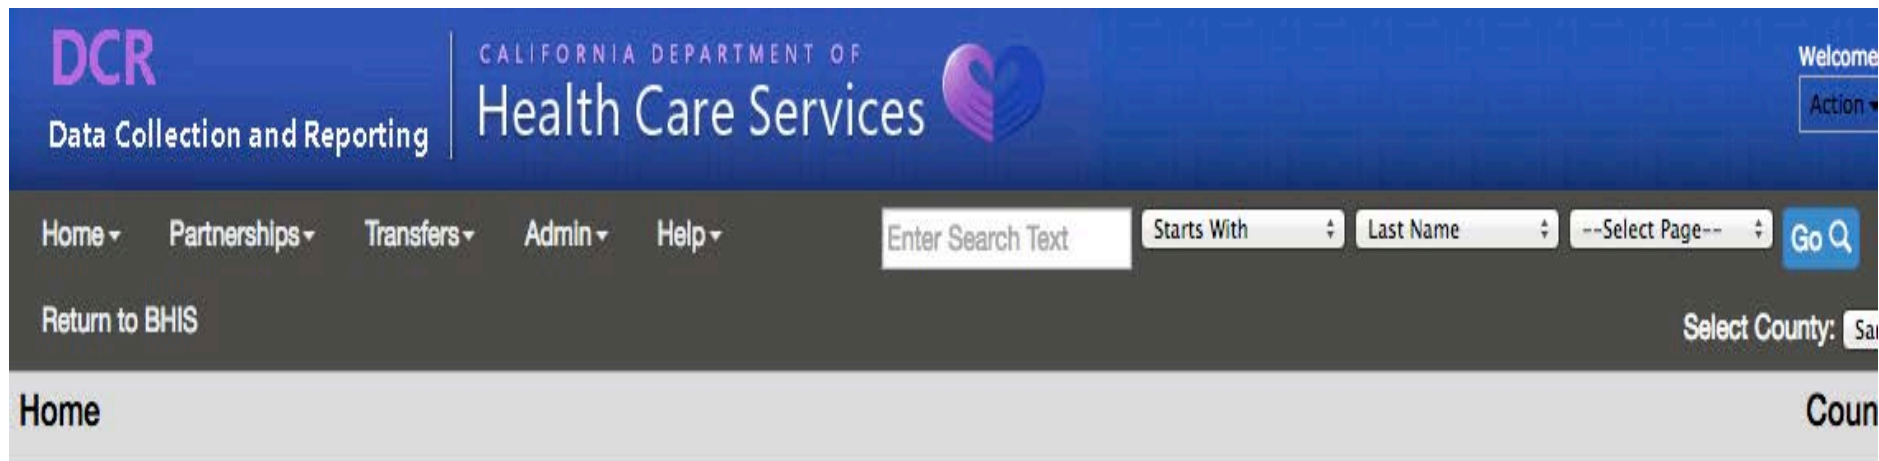 DCR
Data Collection and Reporting
CALIFORNIA DEPARTMENT OF
Health Care Services
Welcome
Action
Home Partnerships Transfers Admin Help Enter Search Text Starts With Last Name --Select Page-- Go
Return to BHIS Select County:
Home